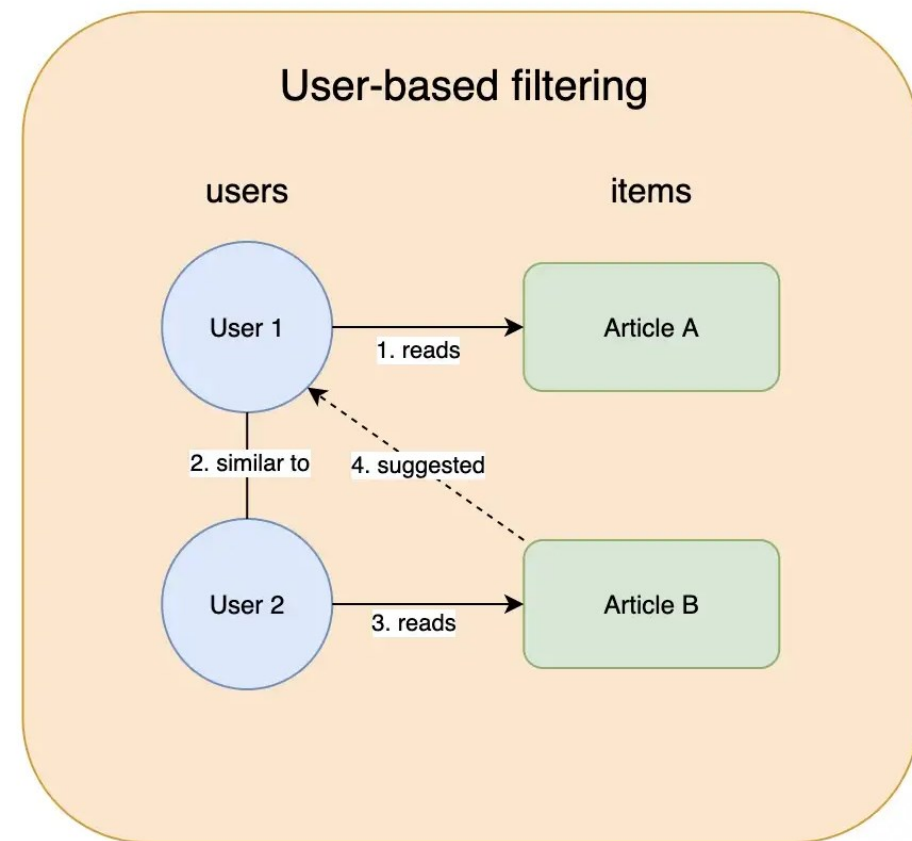 User-based filtering
users
items
User 1
1. reads
Article A
2. similar to
4. suggested
User 2
3. reads
Article B